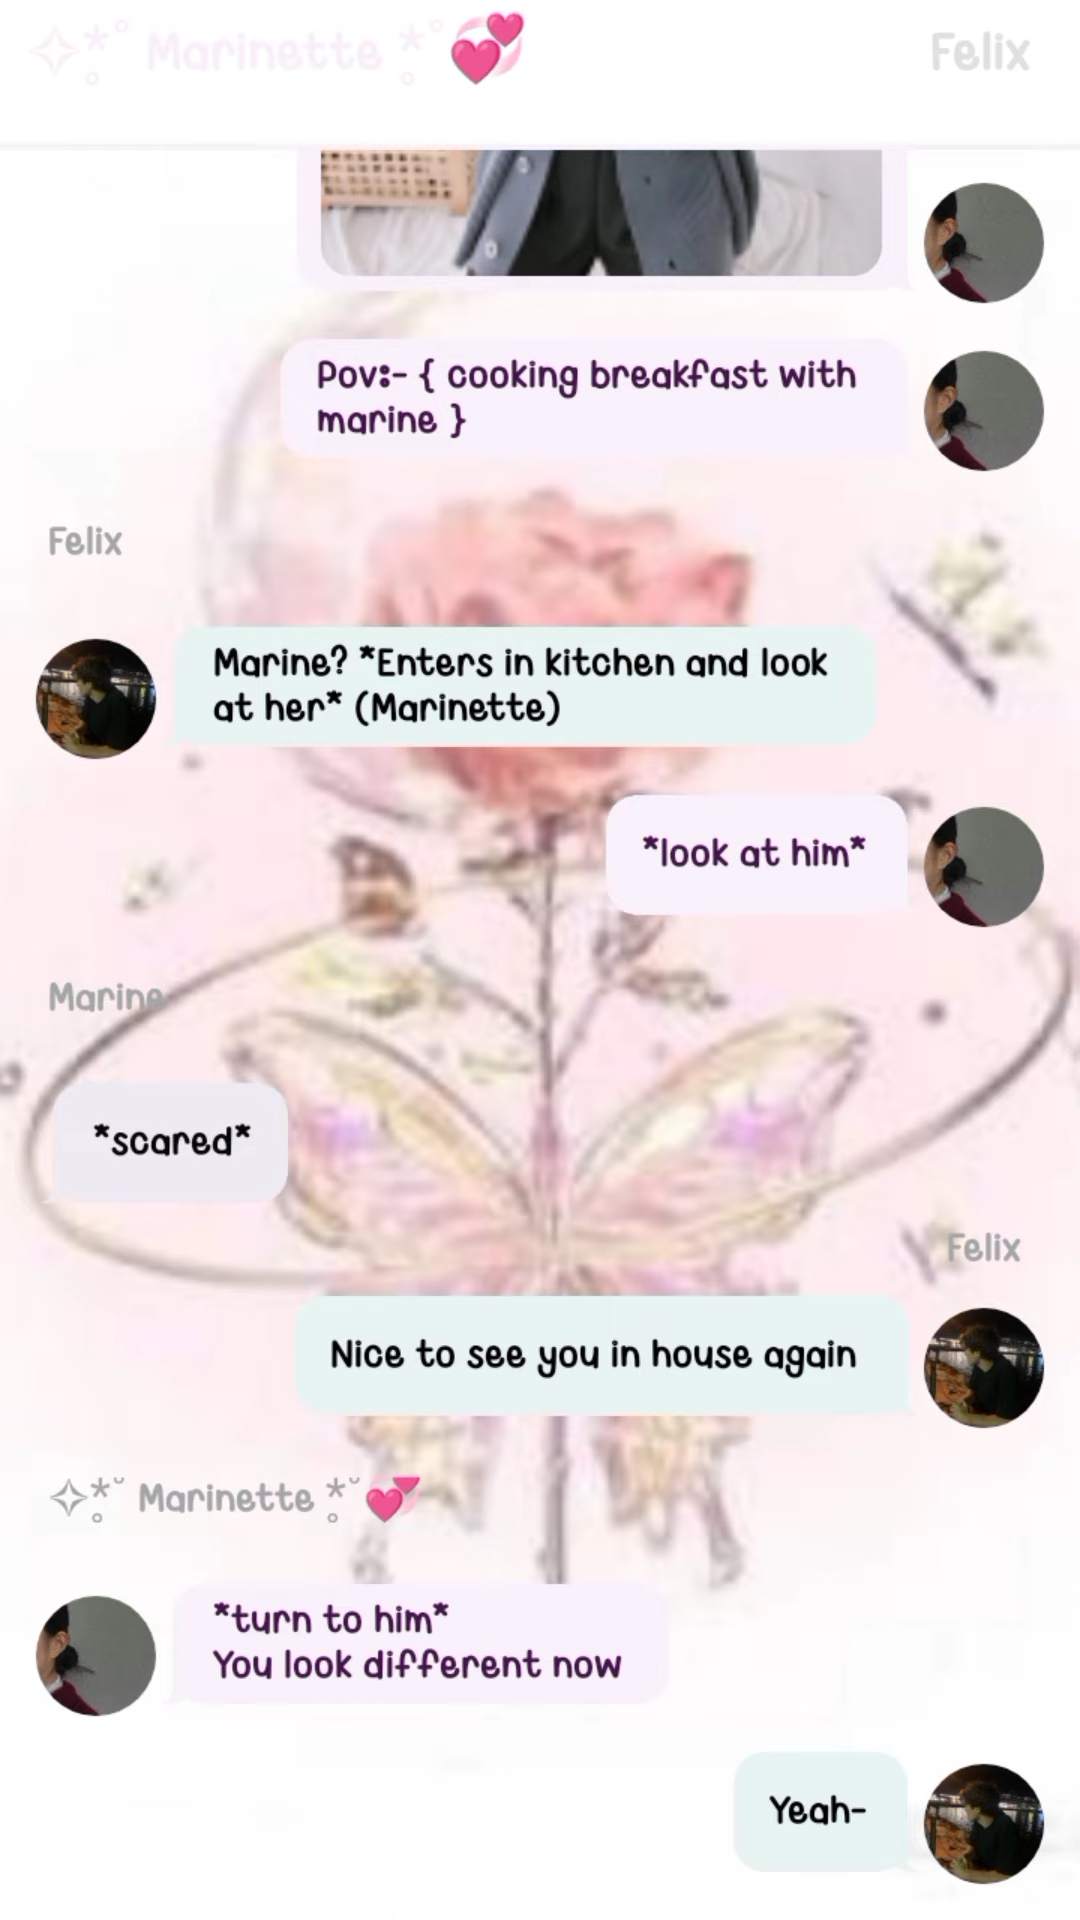 ✧*̥˚ Marinette *̥˚💞 Felix
Pov:- { cooking breakfast with
marine }
Felix
Marine? *Enters in kitchen and look
at her* (Marinette)
*look at him*
Marine
*scared*
Felix
Nice to see you in house again
✧*̥˘ Marinette *̥˘💞
*turn to him*
You look different now
Yeah-